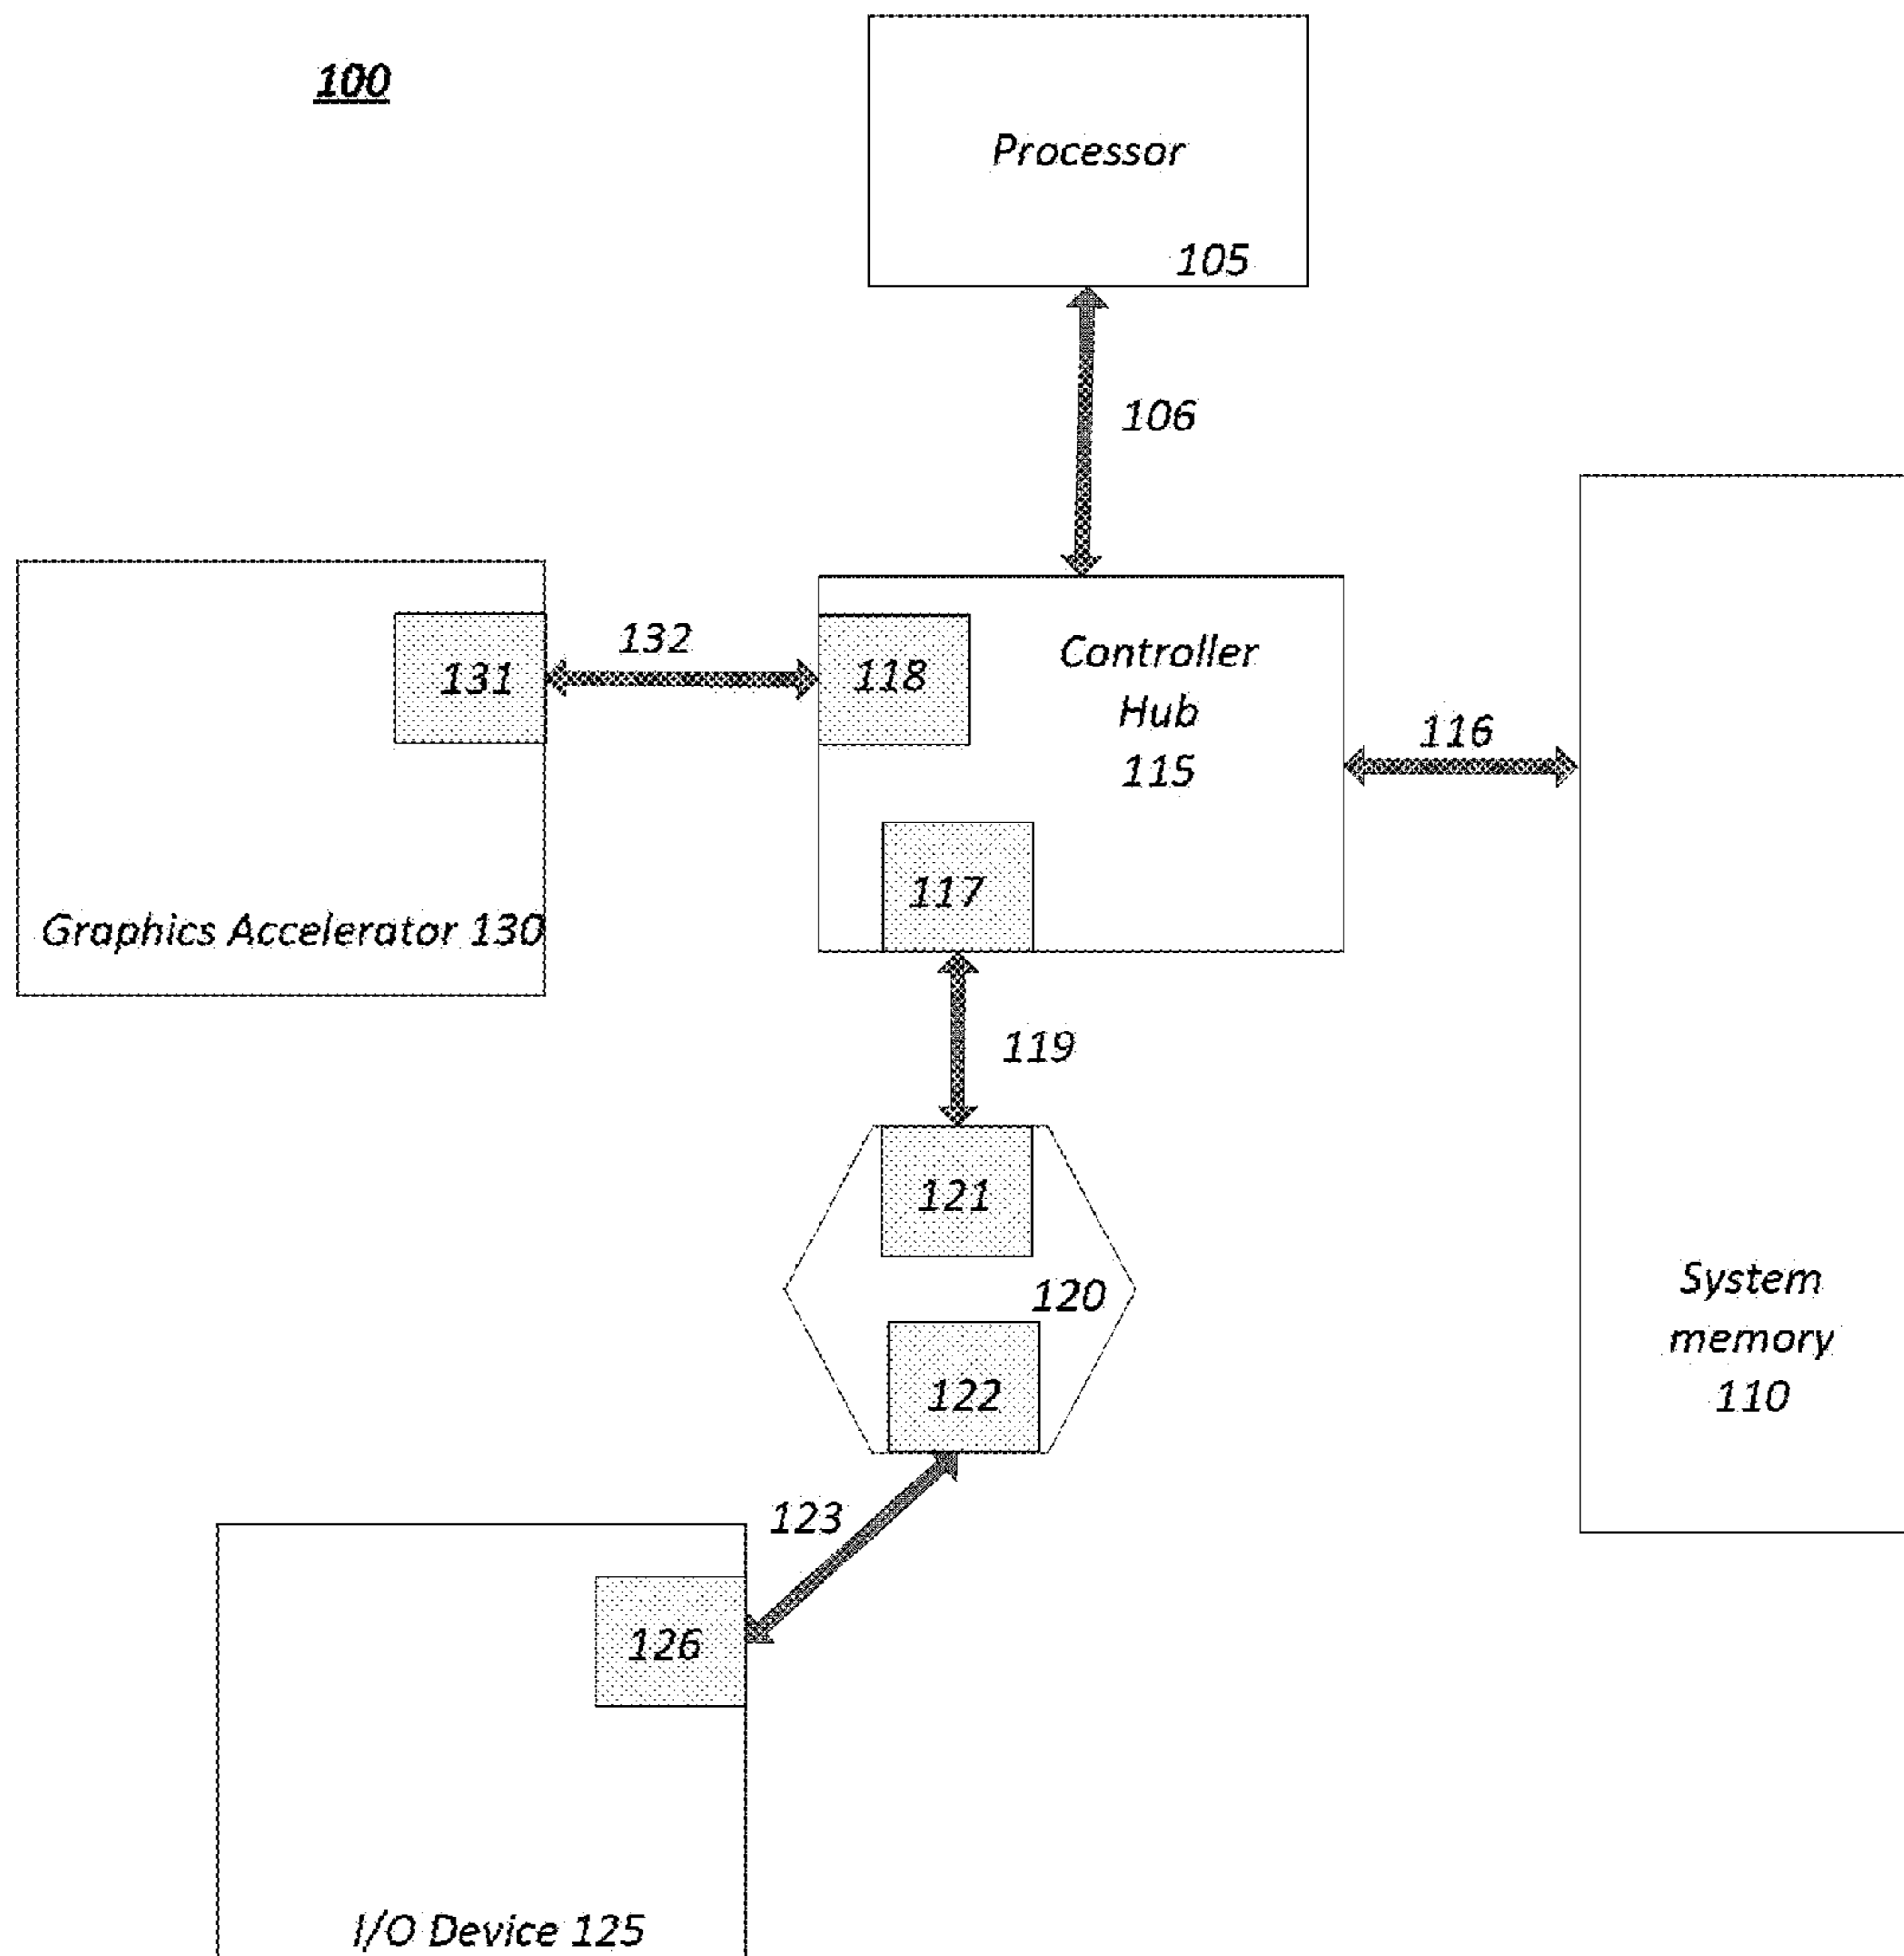 100
Processor
105
106
132
131
118
Controller
Hub
115
116
117
Graphics Accelerator 130
119
121
120
122
System
memory
110
123
126
I/O Device 125